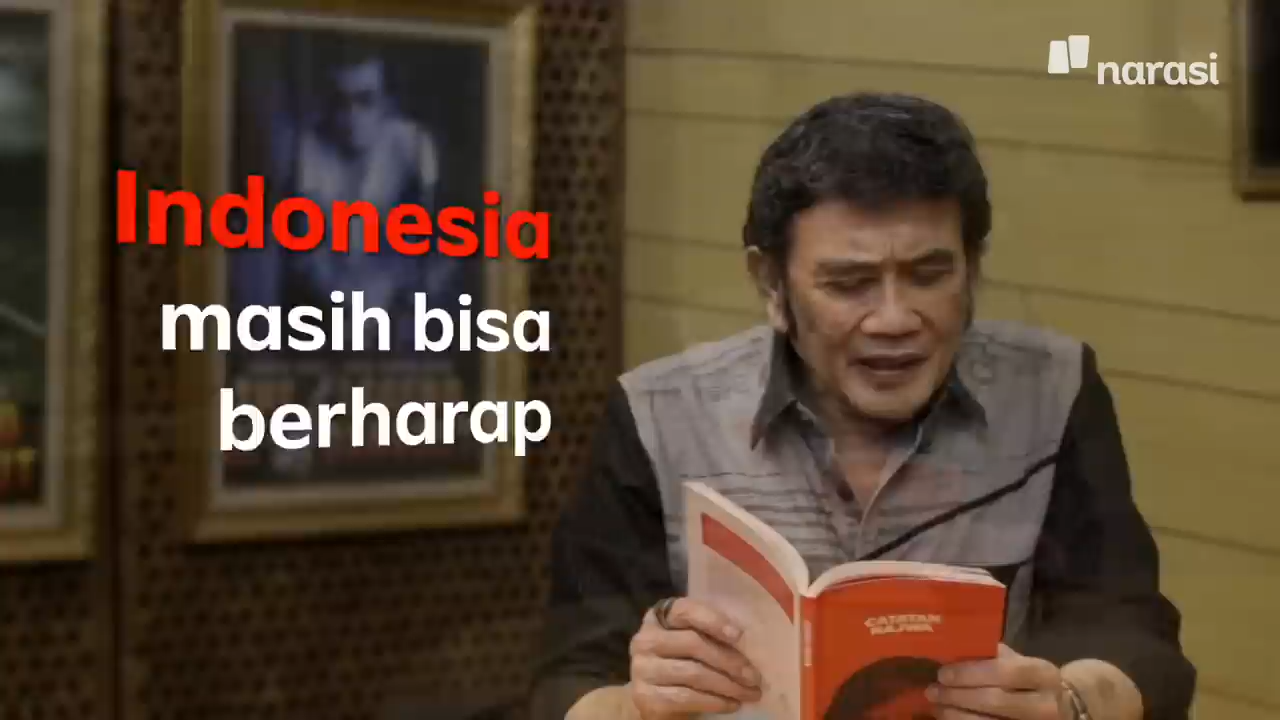 narasi
Indonesia
masih bisa
berharap
CATATAN
NAJWA